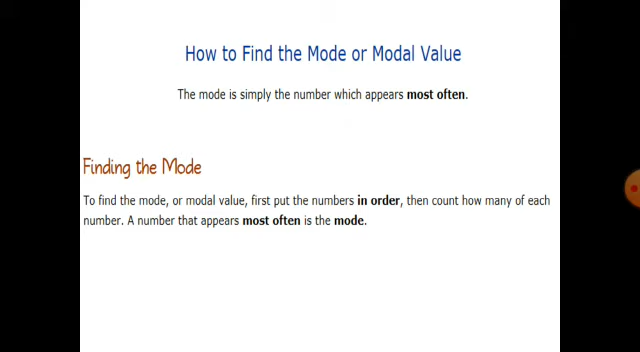 How to Find the Mode or Modal Value
The mode is simply the number which appears most often.
Finding the Mode
To find the mode, or modal value, first put the numbers in order, then count how many of each
number. A number that appears most often is the mode.